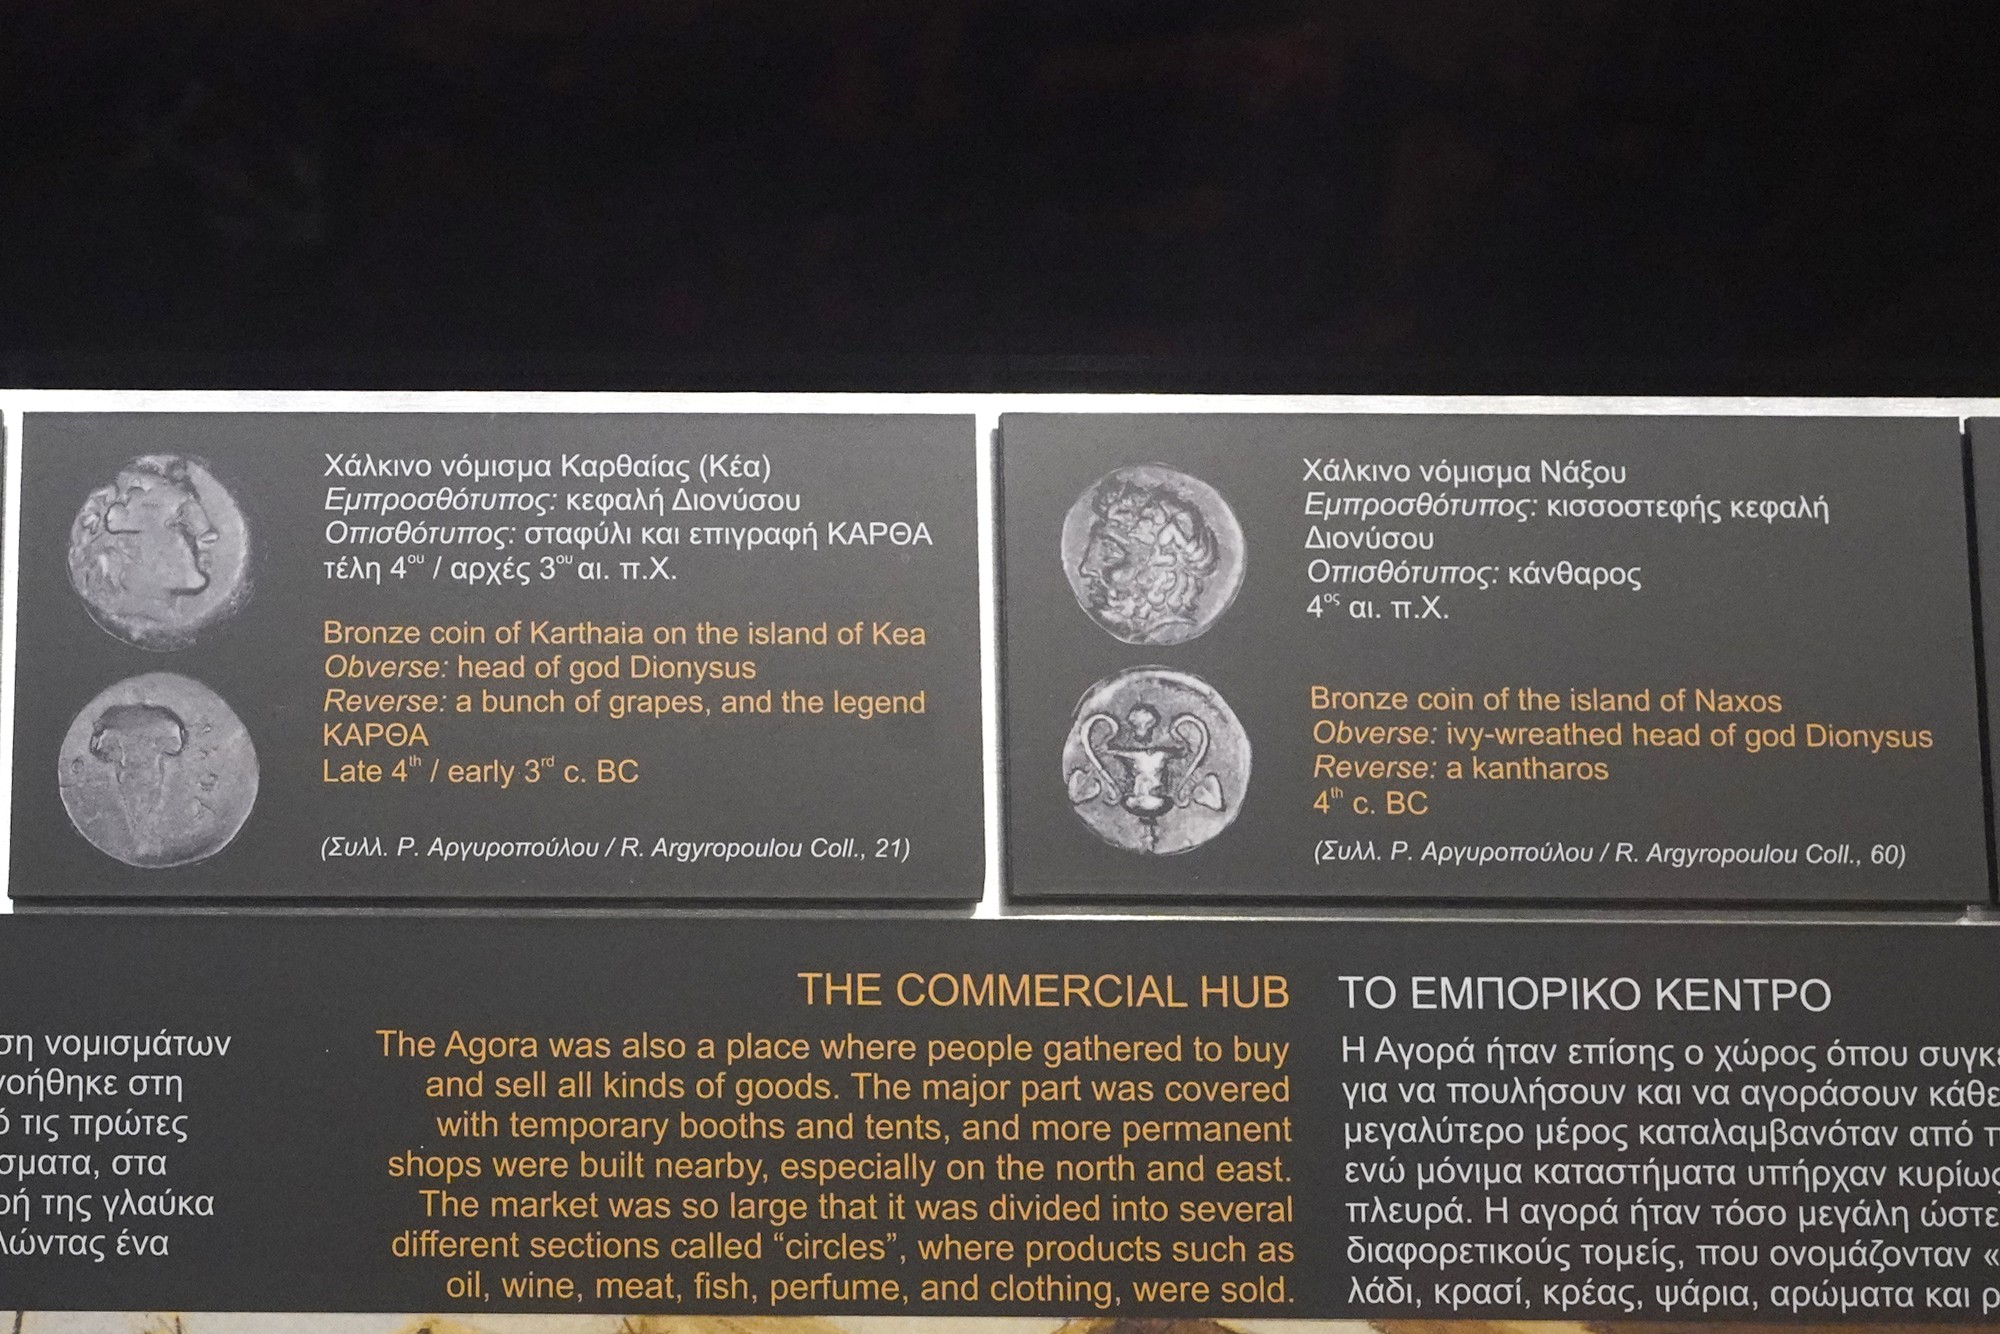 Χάλκινο νόμισμα Καρθαίας (Κέα)
Εμπροσθότυπος: κεφαλή Διονύσου
Οπισθότυπος: σταφύλι και επιγραφή ΚΑΡΘΑ
τέλη 4ου / αρχές 3ου αι. π.Χ.
Bronze coin of Karthaia on the island of Kea
Obverse: head of god Dionysus
Reverse: a bunch of grapes, and the legend
ΚΑΡΘΑ
Late 4th / early 3rd c. BC
(Συλλ. Ρ. Αργυροπούλου / R. Argyropoulou Coll., 21)
Χάλκινο νόμισμα Νάξου
Εμπροσθότυπος: κισσοστεφής κεφαλή
Διονύσου
Οπισθότυπος: κάνθαρος
4ος αι. π.Χ.
Bronze coin of the island of Naxos
Obverse: ivy-wreathed head of god Dionysus
Reverse: a kantharos
4th c. BC
(Συλλ. Ρ. Αργυροπούλου / R. Argyropoulou Coll., 60)
νομισμάτων
στη
τις πρώτες
στα
της γλαύκα
ένα
THE COMMERCIAL HUB
The Agora was also a place where people gathered to buy
and sell all kinds of goods. The major part was covered
with temporary booths and tents, and more permanent
shops were built nearby, especially on the north and east.
The market was so large that it was divided into several
different sections called “circles”, where products such as
oil, wine, meat, fish, perfume, and clothing, were sold.
ΤΟ ΕΜΠΟΡΙΚΟ ΚΕΝΤΡΟ
Η Αγορά ήταν επίσης ο χώρος όπου
για να πουλήσουν και να αγοράσουν κάθε
μεγαλύτερο μέρος καταλαμβανόταν από
ενώ μόνιμα καταστήματα υπήρχαν κυρίως
πλευρά. Η αγορά ήταν τόσο μεγάλη ώστε
διαφορετικούς τομείς, που ονομάζονταν «
λάδι, κρασί, κρέας, ψάρια, αρώματα και